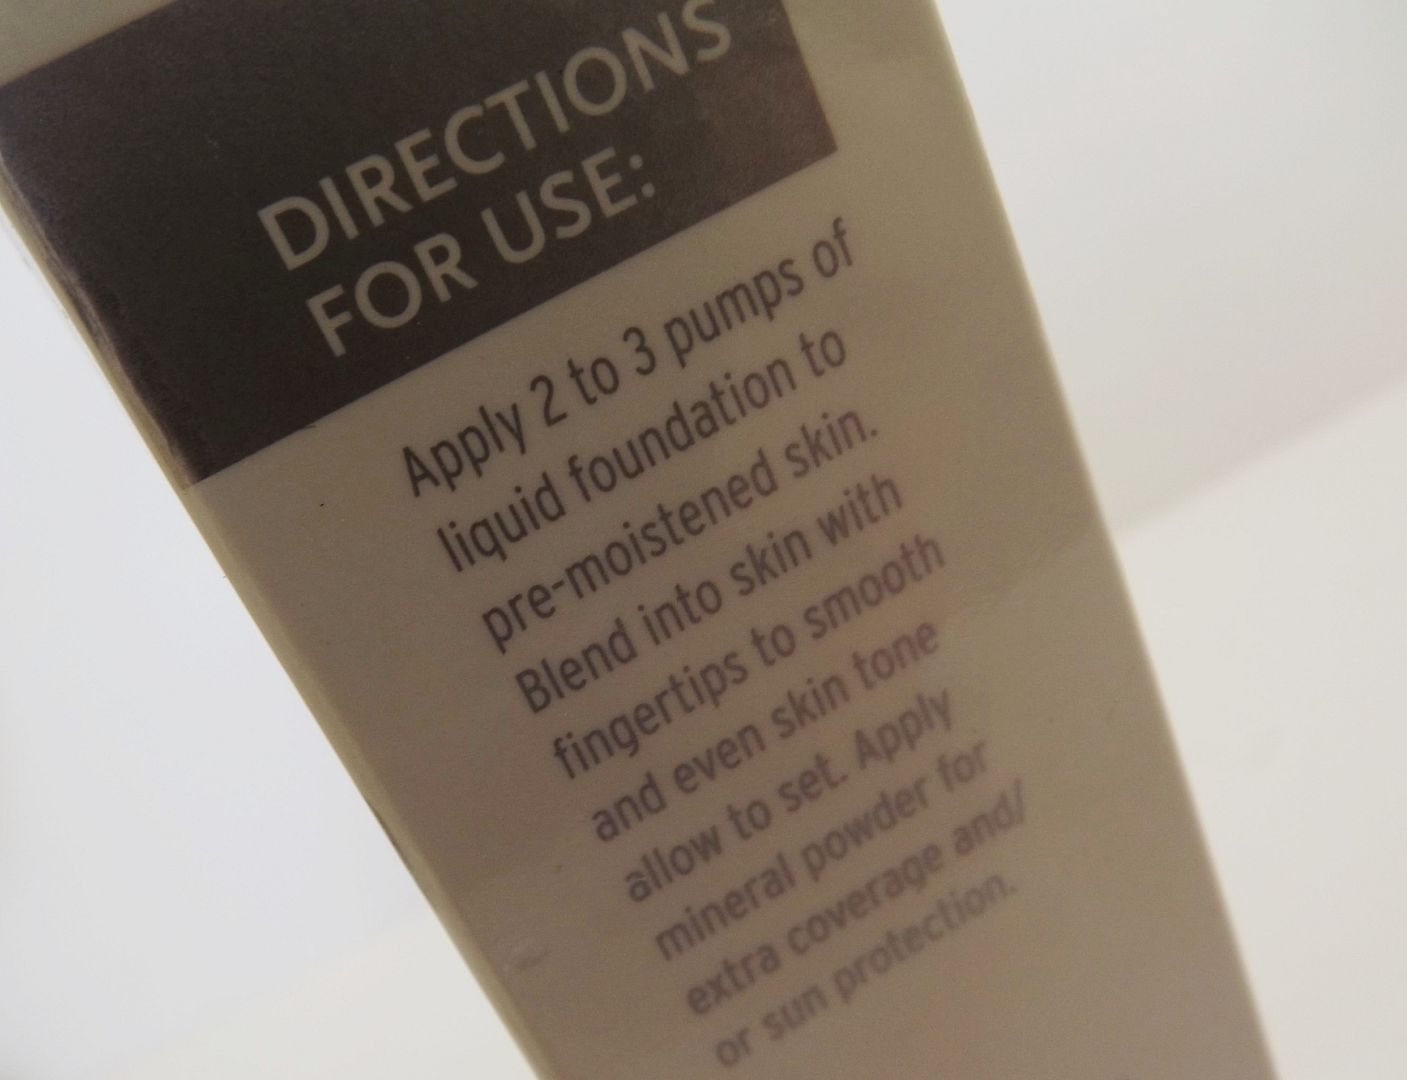 DIRECTIONS
FOR USE:
Apply 2 to 3 pumps of
liquid foundation to
pre-moistened skin.
Blend into skin with
fingertips to smooth
and even skin tone
allow to set. Apply
mineral powder for
extra coverage and/
or sun protection.